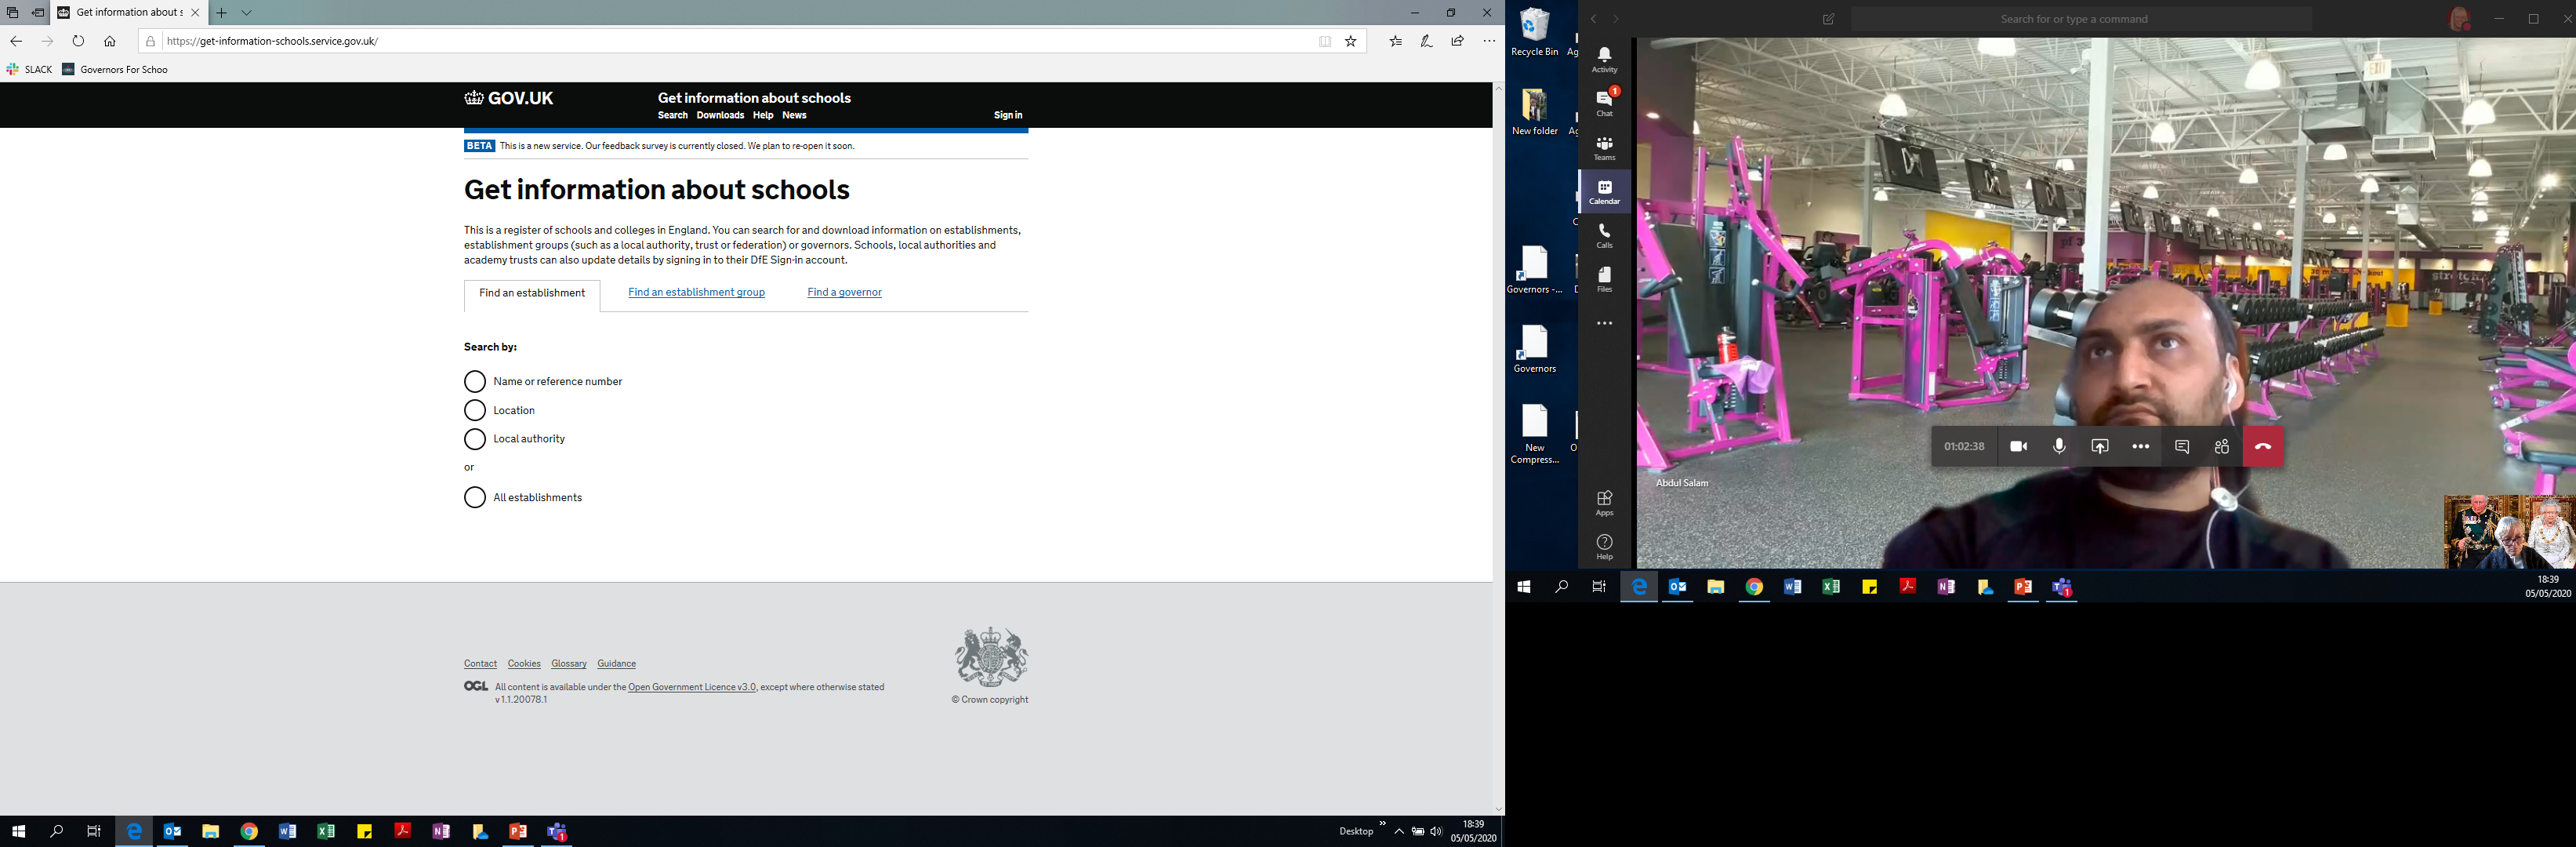 Get information about s
https://get-information-schools.service.gov.uk/
SLACK
Governors For Schoo
GOV.UK
Get information about schools
Search Downloads Help News
Sign in
BETA This is a new service. Our feedback survey is currently closed. We plan to re-open it soon.
Get information about schools
This is a register of schools and colleges in England. You can search for and download information on establishments,
establishment groups (such as a local authority, trust or federation) or governors. Schools, local authorities and
academy trusts can also update details by signing in to their DfE Sign-in account.
Find an establishment
Find an establishment group
Find a governor
Search by:
Name or reference number
Location
Local authority
or
All establishments
Contact Cookies Glossary Guidance
OGL All content is available under the Open Government Licence v3.0, except where otherwise stated
v1.1.20078.1
© Crown copyright
Desktop
18:39
05/05/2020
Recycle Bin
Ag
New folder
Ag
Governors -...
Governors
New
Compress...
Search for or type a command
Activity
1
Chat
Teams
Calendar
Calls
Files
Apps
Help
EXIT
01:02:38
Abdul Salam
18:39
05/05/2020